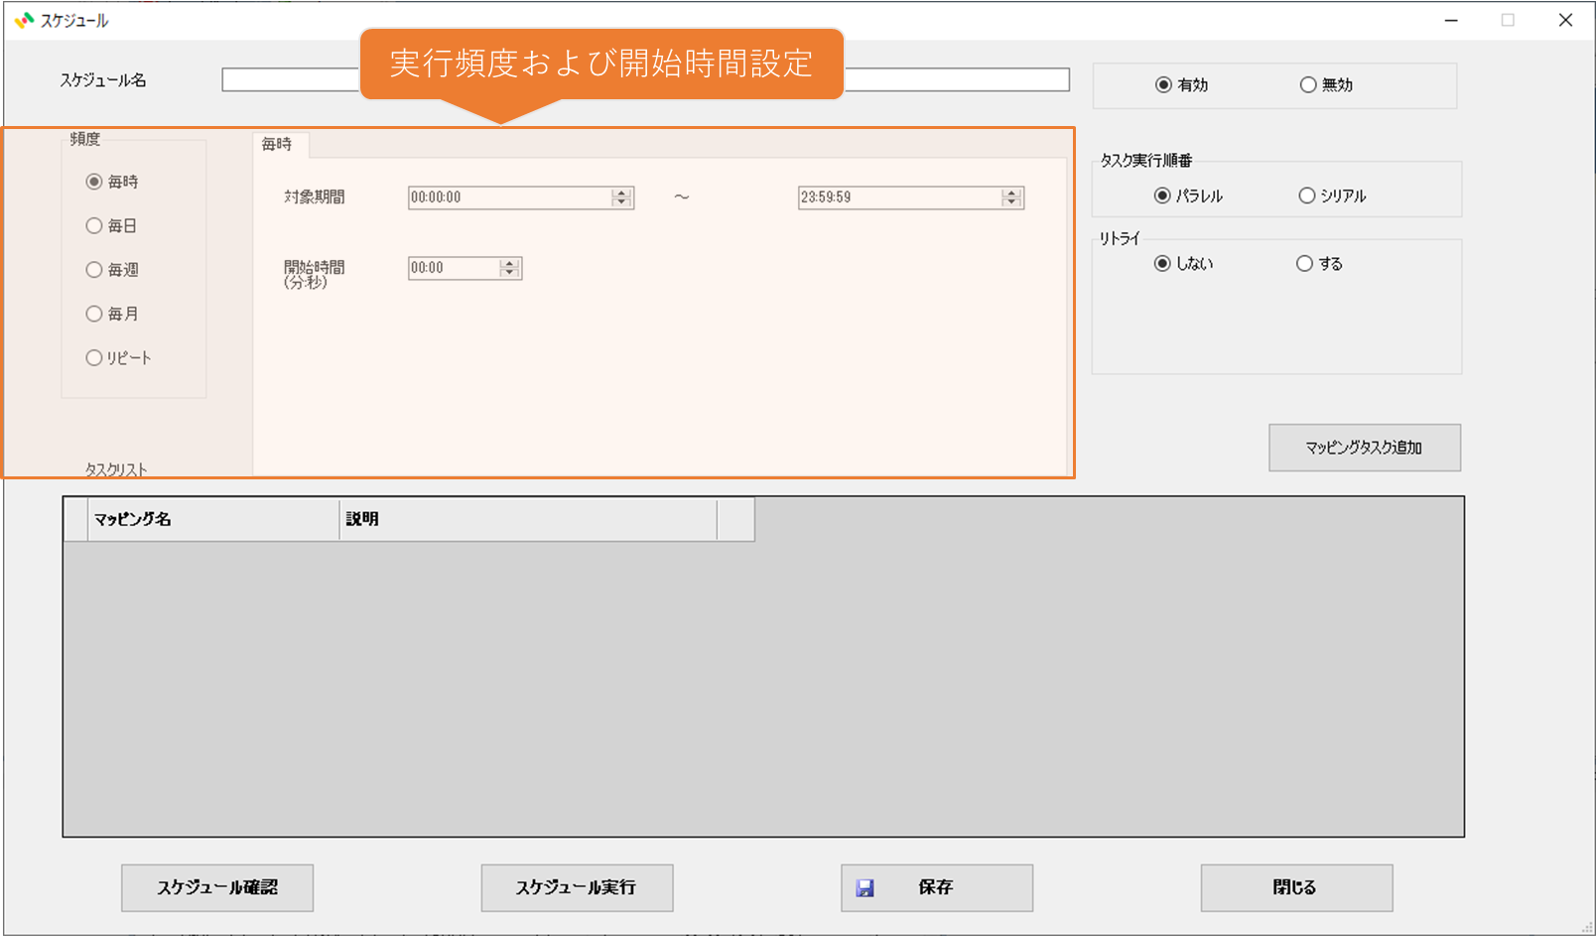 スケジュール
実行頻度および開始時間設定
スケジュール名
有効
無効
頻度
毎時
毎日
毎週
毎月
リピート
毎時
対象期間
00:00:00
～
23:59:59
開始時間
(分:秒)
00:00
タスク実行順番
パラレル
シリアル
リトライ
しない
する
マッピングタスク追加
タスクリスト
マッピング名
説明
スケジュール確認
スケジュール実行
保存
閉じる